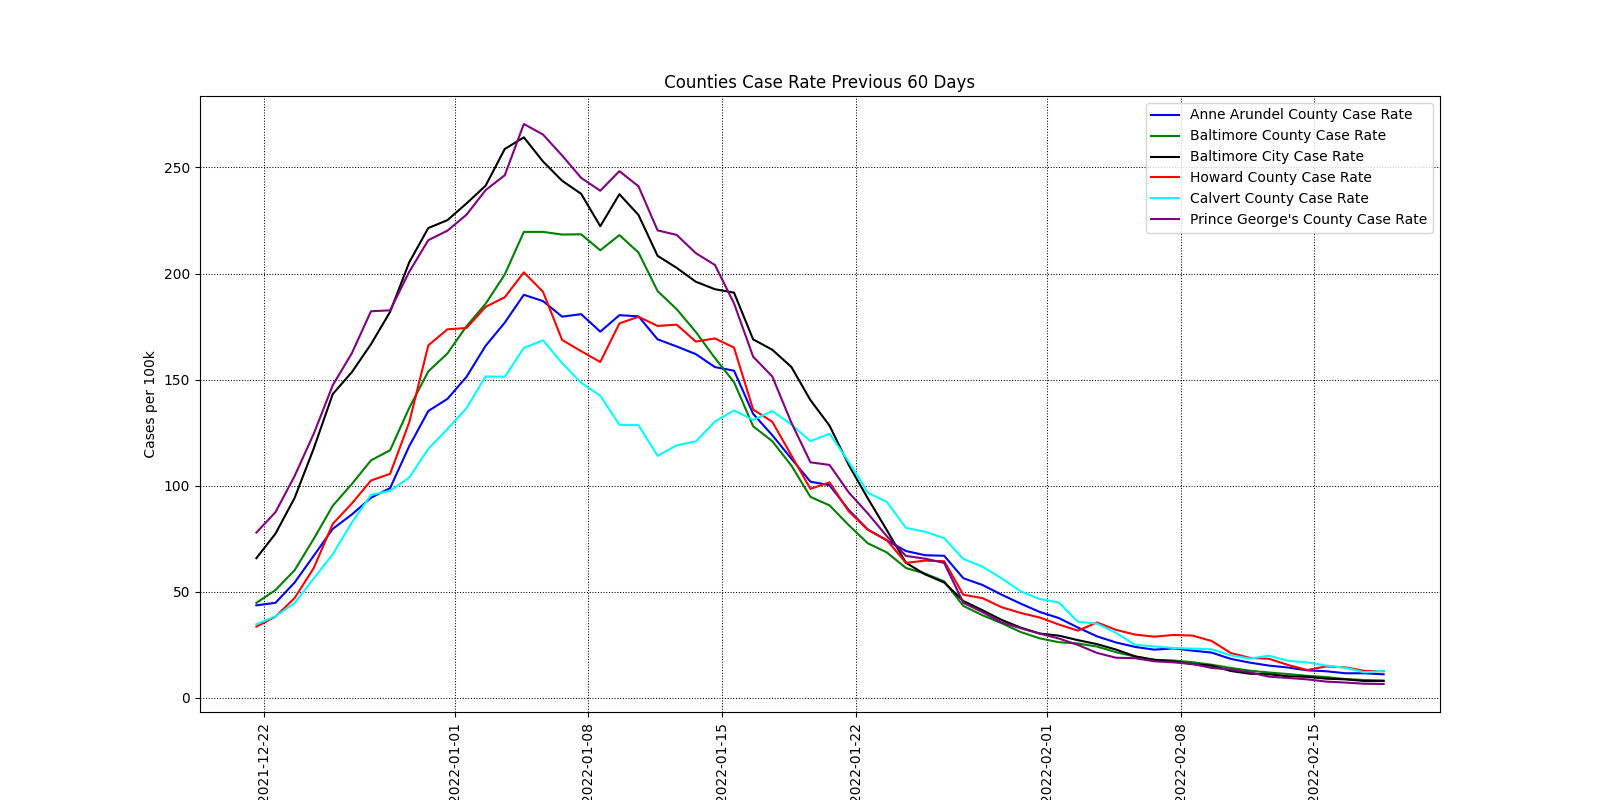 Counties Case Rate Previous 60 Days
Anne Arundel County Case Rate
Baltimore County Case Rate
Baltimore City Case Rate
Howard County Case Rate
Calvert County Case Rate
Prince George's County Case Rate
Cases per 100k
250
200
150
100
50
0
2021-12-22
2022-01-01
2022-01-08
2022-01-15
2022-01-22
2022-02-01
2022-02-08
2022-02-15